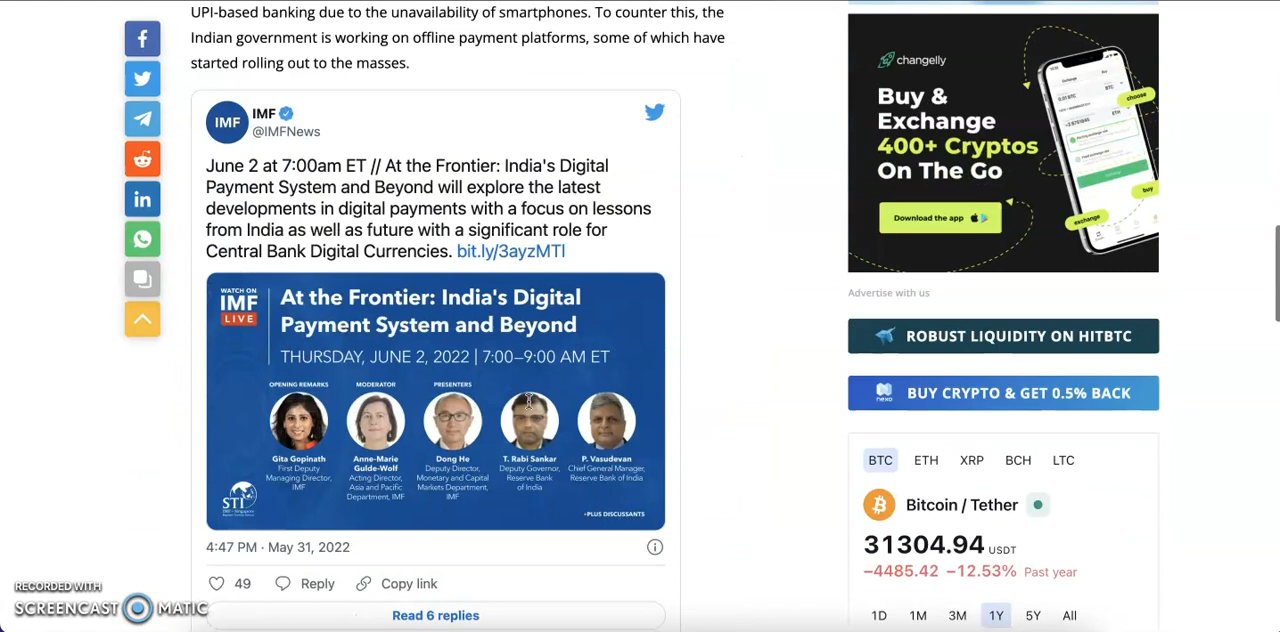 UPI-based banking due to the unavailability of smartphones. To counter this, the
Indian government is working on offline payment platforms, some of which have
started rolling out to the masses.
IMF
IMF
@IMFNews
June 2 at 7:00am ET // At the Frontier: India's Digital
Payment System and Beyond will explore the latest
developments in digital payments with a focus on lessons
from India as well as future with a significant role for
Central Bank Digital Currencies. bit.ly/3ayzMTl
WATCH ON
IMF
LIVE
At the Frontier: India's Digital
Payment System and Beyond
THURSDAY, JUNE 2, 2022 | 7:00–9:00 AM ET
OPENING REMARKS
MODERATOR
PRESENTERS
Gita Gopinath
First Deputy
Managing Director,
IMF
Anne-Marie
Gulde-Wolf
Acting Director,
Asia and Pacific
Department, IMF
Dong He
Deputy Director,
Monetary and Capital
Markets Department,
IMF
T. Rabi Sankar
Deputy Governor,
Reserve Bank
of India
P. Vasudevan
Chief General Manager,
Reserve Bank of India
STI
+PLUS DISCUSSANTS
4:47 PM · May 31, 2022
49 Reply Copy link
Read 6 replies
RECORDED WITH
SCREENCAST MATIC
changelly
Buy &
Exchange
400+ Cryptos
On The Go
Download the app
choose
buy
exchange
Advertise with us
ROBUST LIQUIDITY ON HITBTC
nexo
BUY CRYPTO & GET 0.5% BACK
BTC ETH XRP BCH LTC
Bitcoin / Tether
31304.94 USDT
−4485.42 −12.53% Past year
1D 1M 3M 1Y 5Y All